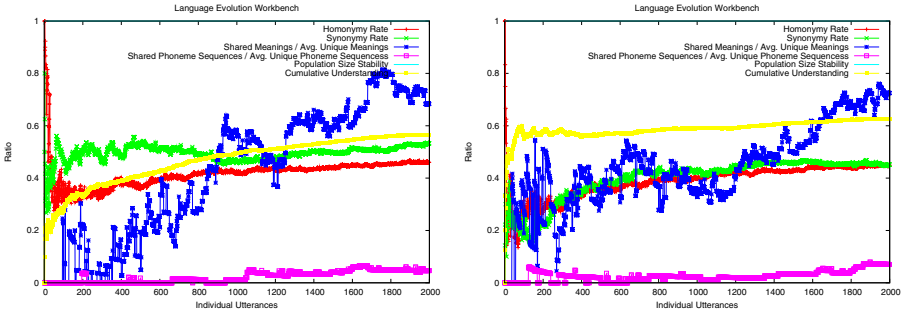 Language Evolution Workbench
Homonymy Rate
Synonymy Rate
Shared Meanings / Avg. Unique Meanings
Shared Phoneme Sequences / Avg. Unique Phoneme Sequencess
Population Size Stability
Cumulative Understanding
1
0.8
0.6
0.4
0.2
0
Ratio
0 200 400 600 800 1000 1200 1400 1600 1800 2000
Individual Utterances
Language Evolution Workbench
Homonymy Rate
Synonymy Rate
Shared Meanings / Avg. Unique Meanings
Shared Phoneme Sequences / Avg. Unique Phoneme Sequencess
Population Size Stability
Cumulative Understanding
1
0.8
0.6
0.4
0.2
0
Ratio
0 200 400 600 800 1000 1200 1400 1600 1800 2000
Individual Utterances